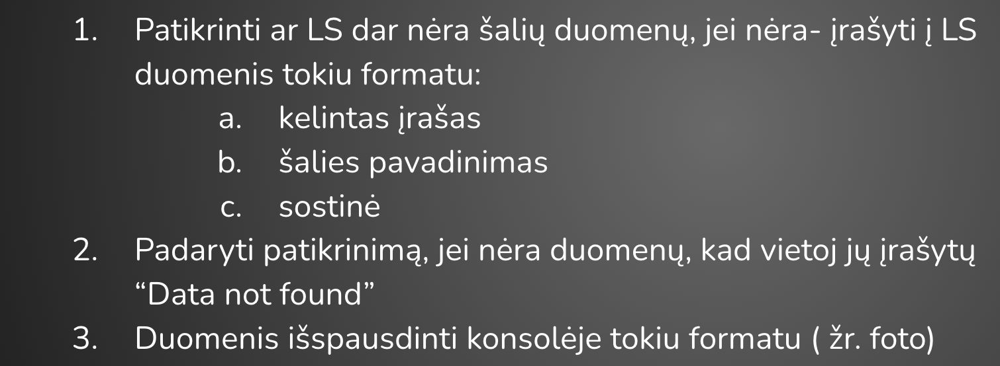 1. Patikrinti ar LS dar nėra šalių duomenų, jei nėra- įrašyti į LS
duomenis tokiu formatu:
a. kelintas įrašas
b. šalies pavadinimas
c. sostinė
2. Padaryti patikrinimą, jei nėra duomenų, kad vietoj jų įrašytų
“Data not found”
3. Duomenis išspausdinti konsolėje tokiu formatu ( žr. foto)